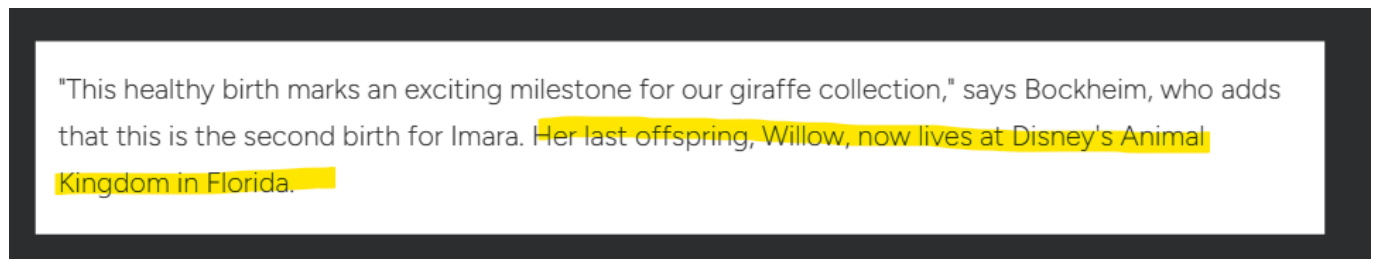 "This healthy birth marks an exciting milestone for our giraffe collection," says Bockheim, who adds
that this is the second birth for Imara. Her last offspring, Willow, now lives at Disney's Animal
Kingdom in Florida.